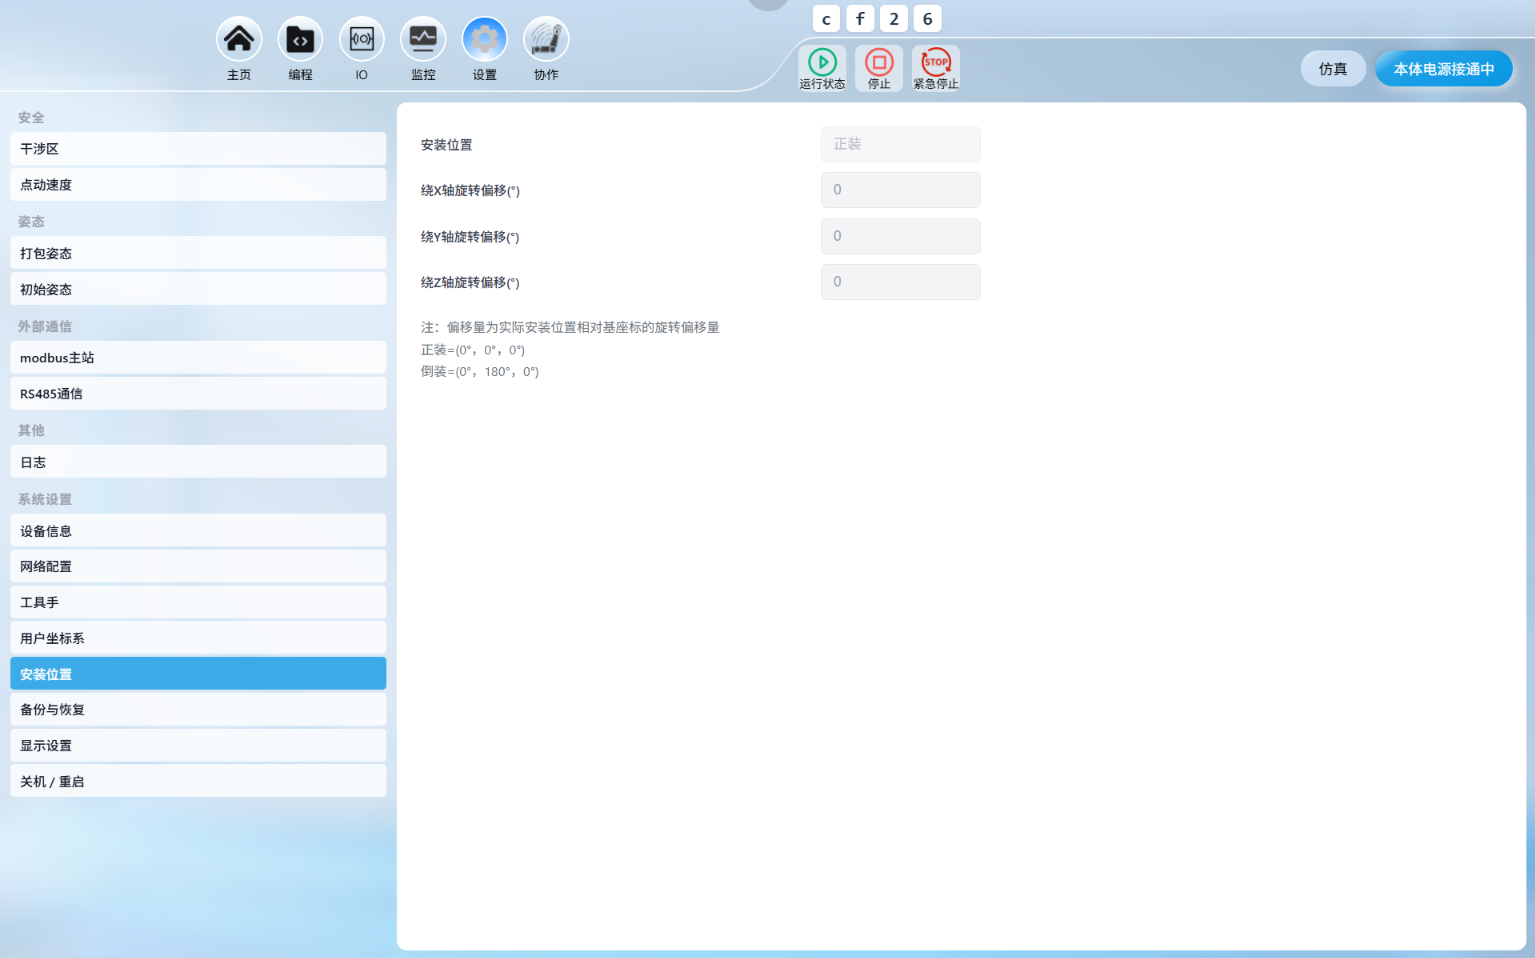 c f 2 6
主页 编程 IO 监控 设置 协作
运行状态 停止 STOP 紧急停止
仿真 本体电源接通中
安全
干涉区
点动速度
姿态
打包姿态
初始姿态
外部通信
modbus主站
RS485通信
其他
日志
系统设置
设备信息
网络配置
工具手
用户坐标系
安装位置
备份与恢复
显示设置
关机 / 重启
安装位置 正装
绕X轴旋转偏移(°) 0
绕Y轴旋转偏移(°) 0
绕Z轴旋转偏移(°) 0
注：偏移量为实际安装位置相对基座标的旋转偏移量
正装=(0°，0°，0°)
倒装=(0°，180°，0°)